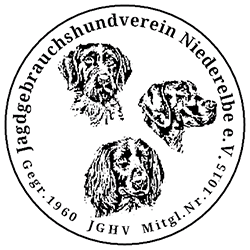 Jagdgebrauchshundverein Niederelbe e.V.
Gegr. 1960 JGHV Mitgl.Nr. 1015